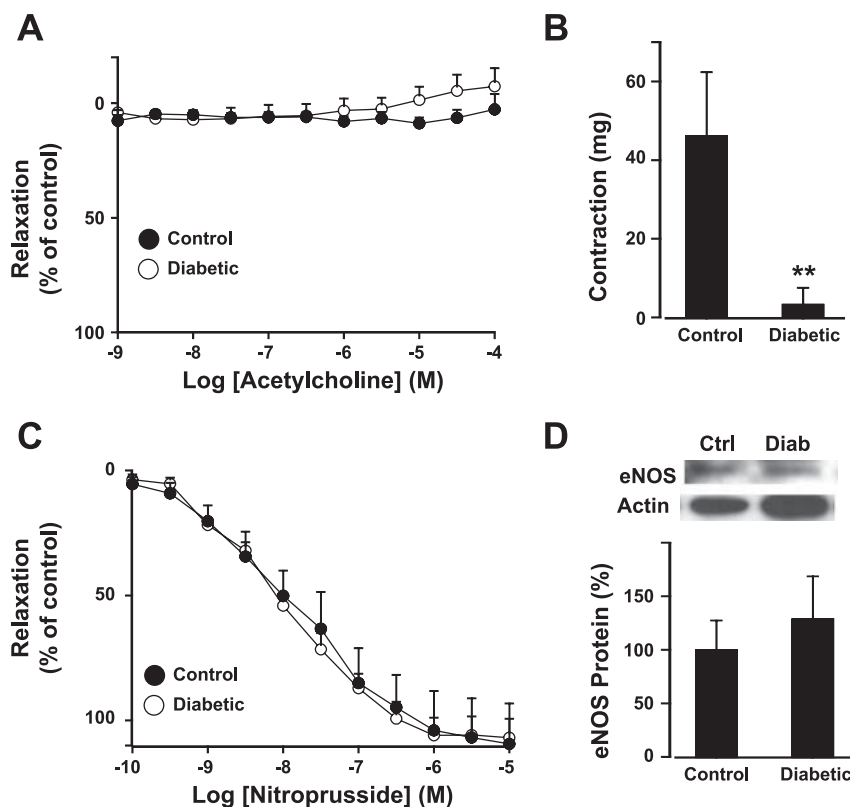 A
0
50
100
Relaxation
(% of control)
Control
Diabetic
-9
-8
-7
-6
-5
-4
Log [Acetylcholine] (M)
B
60
40
20
0
Contraction (mg)
**
Control
Diabetic
C
0
50
100
Relaxation
(% of control)
Control
Diabetic
-10
-9
-8
-7
-6
-5
Log [Nitroprusside] (M)
D
Ctrl Diab
eNOS
Actin
150
100
50
0
eNOS Protein (%)
Control
Diabetic